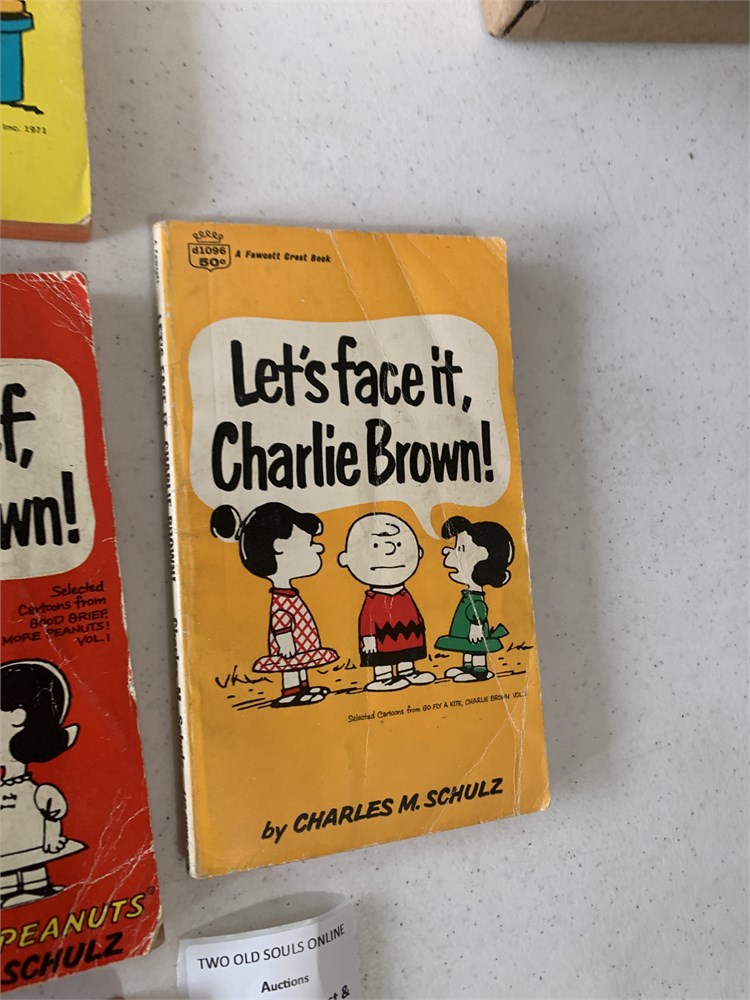 Inc. 1971
d1096
50¢
A Fawcett Crest Book
Let's face it,
Charlie Brown!
Selected Cartoons from GO FLY A KITE, CHARLIE BROWN VOL.
by CHARLES M. SCHULZ
f,
wn!
Selected
Cartoons from
GOOD GRIEF,
MORE PEANUTS!
VOL. I
PEANUTS®
SCHULZ
TWO OLD SOULS ONLINE
Auctions
&